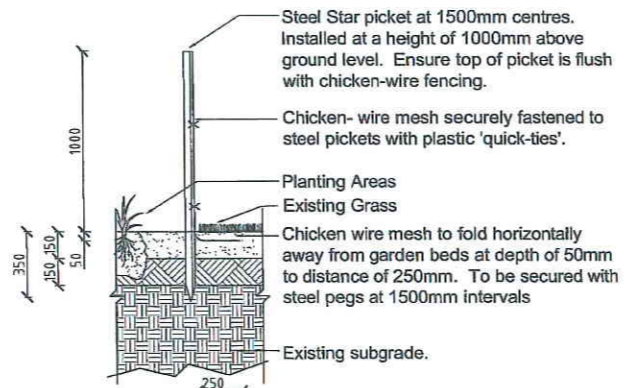 Steel Star picket at 1500mm centres.
Installed at a height of 1000mm above
ground level. Ensure top of picket is flush
with chicken-wire fencing.
Chicken- wire mesh securely fastened to
steel pickets with plastic 'quick-ties'.
Planting Areas
Existing Grass
Chicken wire mesh to fold horizontally
away from garden beds at depth of 50mm
to distance of 250mm. To be secured with
steel pegs at 1500mm intervals
Existing subgrade.
1000
350
150
150
50
250